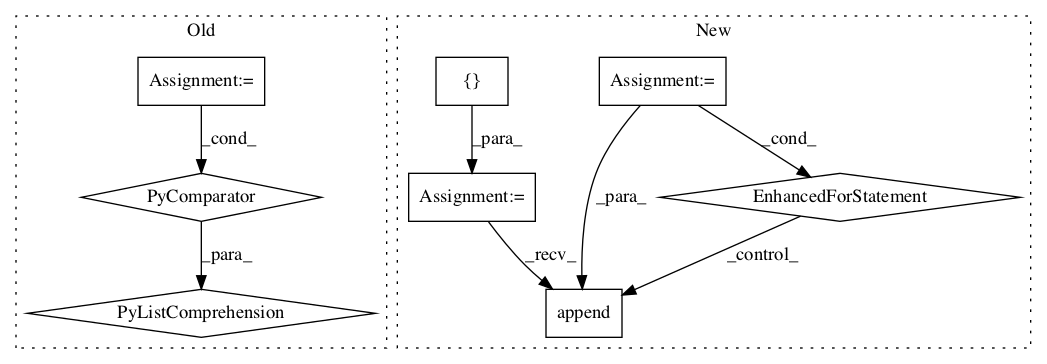 Old
New
Assignment:=
{}
Assignment:=
_cond_
_para_
_cond_
PyComparator
Assignment:=
EnhancedForStatement
_para_
_para_
_recv_
_control_
PyListComprehension
append